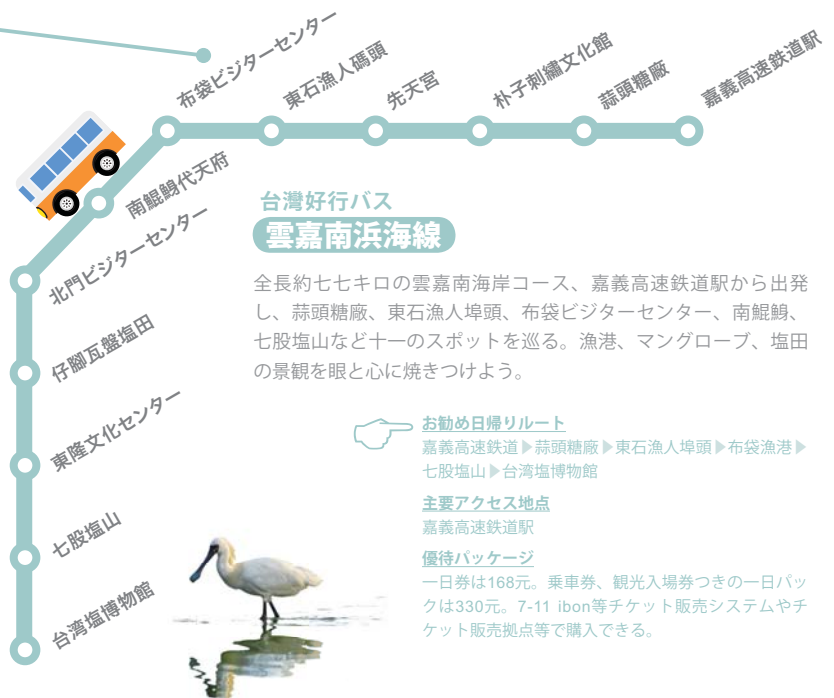 布袋ビジターセンター
東石漁人碼頭
先天宮
朴子刺繍文化館
蒜頭糖廠
嘉義高速鉄道駅
南鯤鯓代天府
北門ビジターセンター
仔腳瓦盤塩田
東隆文化センター
七股塩山
台湾塩博物館
台灣好行バス
雲嘉南浜海線
全長約七七キロの雲嘉南海岸コース、嘉義高速鉄道駅から出発
し、蒜頭糖廠、東石漁人埠頭、布袋ビジターセンター、南鯤鯓、
七股塩山など十一のスポットを巡る。漁港、マングローブ、塩田
の景観を眼と心に焼きつけよう。
お勧め日帰りルート
嘉義高速鉄道▶蒜頭糖廠▶東石漁人埠頭▶布袋漁港▶
七股塩山▶台湾塩博物館
主要アクセス地点
嘉義高速鉄道駅
優待パッケージ
一日券は168元。乗車券、観光入場券つきの一日パッ
クは330元。7-11 ibon等チケット販売システムやチ
ケット販売拠点等で購入できる。